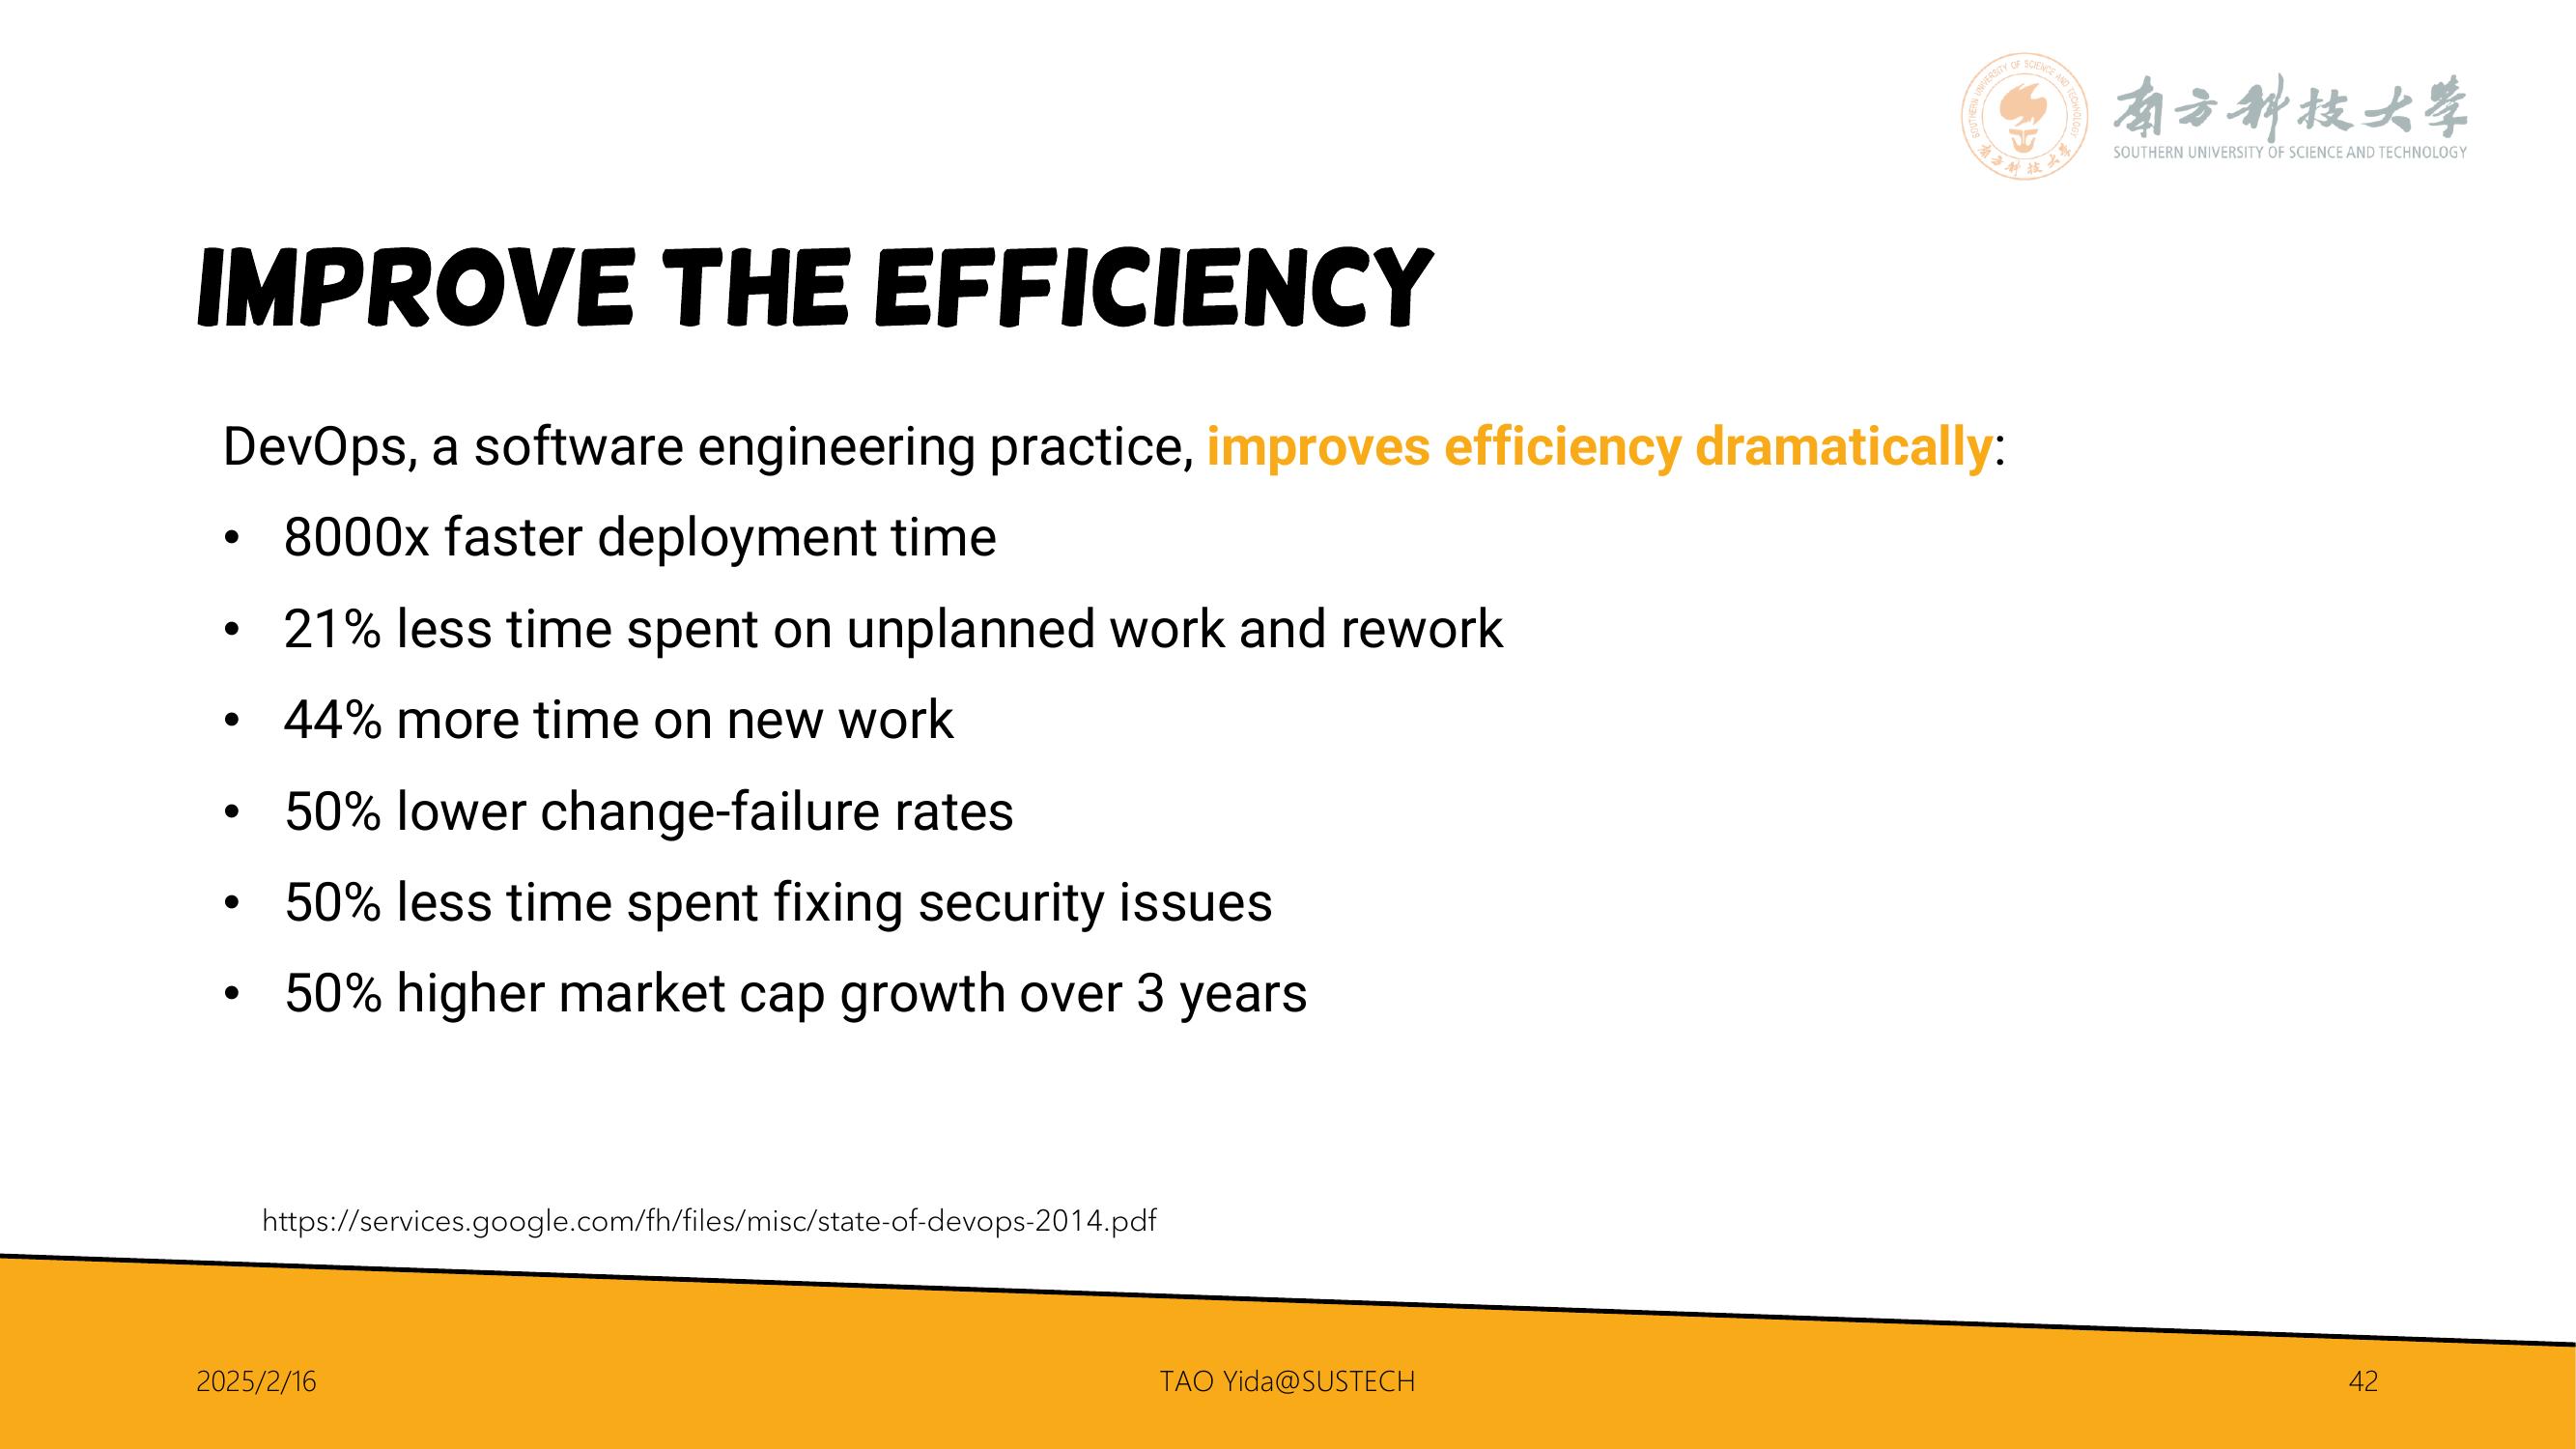 SOUTHERN UNIVERSITY OF SCIENCE AND TECHNOLOGY
南方科技大学
南方科技大學
SOUTHERN UNIVERSITY OF SCIENCE AND TECHNOLOGY
IMPROVE THE EFFICIENCY
DevOps, a software engineering practice, improves efficiency dramatically:
• 8000x faster deployment time
• 21% less time spent on unplanned work and rework
• 44% more time on new work
• 50% lower change-failure rates
• 50% less time spent fixing security issues
• 50% higher market cap growth over 3 years
https://services.google.com/fh/files/misc/state-of-devops-2014.pdf
2025/2/16
TAO Yida@SUSTECH
42